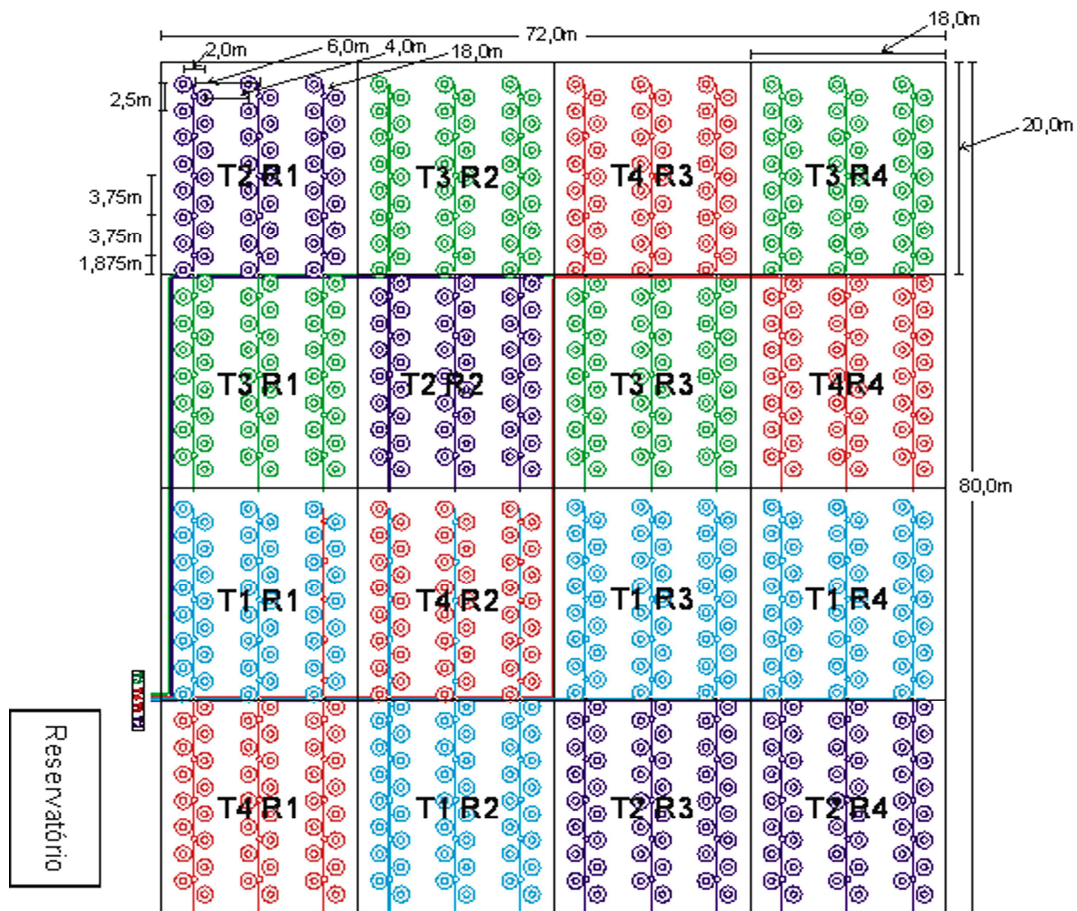 72,0m
18,0m
2,0m
6,0m
4,0m
18,0m
2,5m
20,0m
3,75m
3,75m
1,875m
T2 R1
T3 R2
T4 R3
T3 R4
T3 R1
T2 R2
T3 R3
T4R4
80,0m
T1 R1
T4 R2
T1 R3
T1 R4
Reservatório
T4 R1
T1 R2
T2 R3
T2 R4